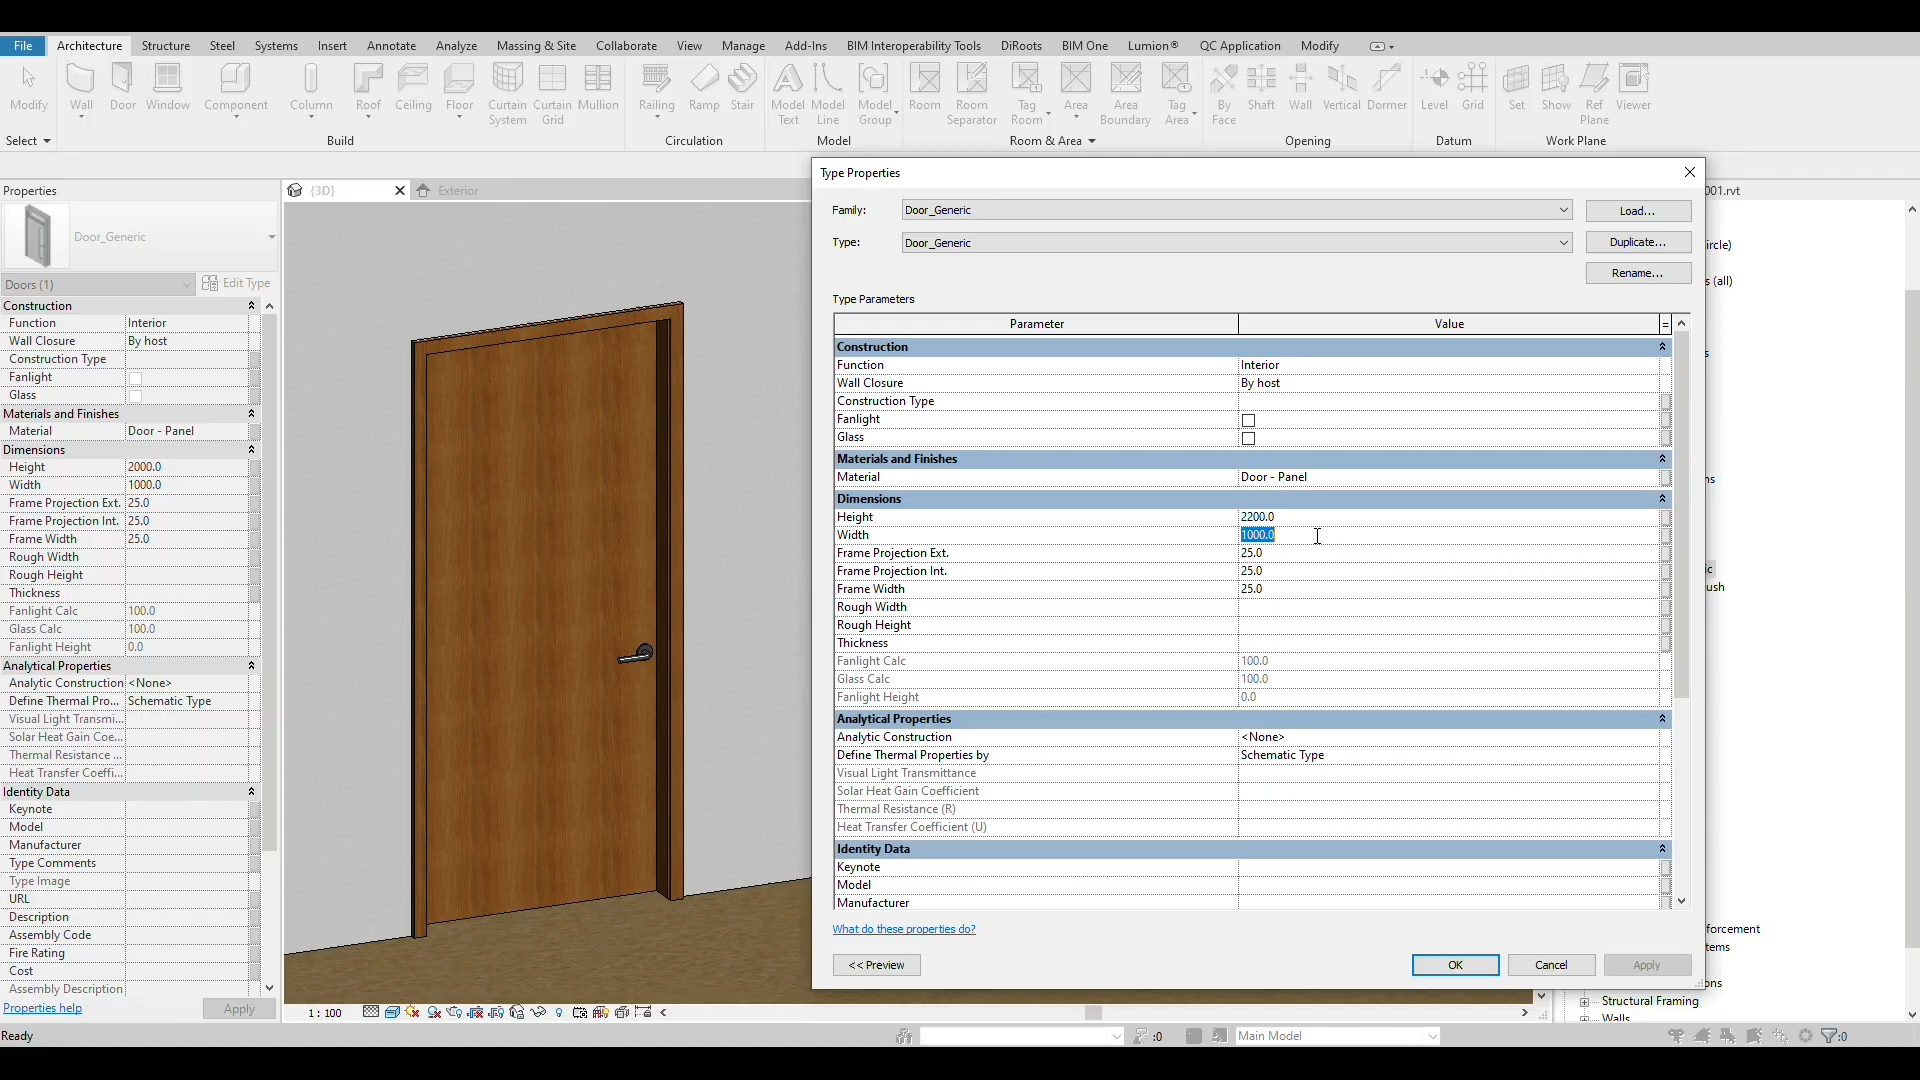 File Architecture Structure Steel Systems Insert Annotate Analyze Massing & Site Collaborate View Manage Add-Ins BIM Interoperability Tools DiRoots BIM One Lumion® QC Application Modify
Modify Wall Door Window Component Column Roof Ceiling Floor Curtain System Curtain Grid Mullion Railing Ramp Stair Model Text Model Line Model Group Room Room Separator Tag Room Area Area Boundary Tag Area By Face Shaft Wall Vertical Dormer Level Grid Set Show Ref Plane Viewer
Select Build Circulation Model Room & Area Opening Datum Work Plane
Properties
Door_Generic
Doors (1) Edit Type
Construction
Function Interior
Wall Closure By host
Construction Type
Fanlight
Glass
Materials and Finishes
Material Door - Panel
Dimensions
Height 2000.0
Width 1000.0
Frame Projection Ext. 25.0
Frame Projection Int. 25.0
Frame Width 25.0
Rough Width
Rough Height
Thickness
Fanlight Calc 100.0
Glass Calc 100.0
Fanlight Height 0.0
Analytical Properties
Analytic Construction <None>
Define Thermal Pro... Schematic Type
Visual Light Transmi...
Solar Heat Gain Coe...
Thermal Resistance ...
Heat Transfer Coeffi...
Identity Data
Keynote
Model
Manufacturer
Type Comments
Type Image
URL
Description
Assembly Code
Fire Rating
Cost
Assembly Description
Properties help Apply
{3D} Exterior
Type Properties
Family: Door_Generic Load...
Type: Door_Generic Duplicate...
Rename...
Type Parameters
Parameter Value =
Construction
Function Interior
Wall Closure By host
Construction Type
Fanlight
Glass
Materials and Finishes
Material Door - Panel
Dimensions
Height 2200.0
Width 1000.0
Frame Projection Ext. 25.0
Frame Projection Int. 25.0
Frame Width 25.0
Rough Width
Rough Height
Thickness
Fanlight Calc 100.0
Glass Calc 100.0
Fanlight Height 0.0
Analytical Properties
Analytic Construction <None>
Define Thermal Properties by Schematic Type
Visual Light Transmittance
Solar Heat Gain Coefficient
Thermal Resistance (R)
Heat Transfer Coefficient (U)
Identity Data
Keynote
Model
Manufacturer
What do these properties do?
<< Preview OK Cancel Apply
001.rvt
ircle)
s (all)
s
ns
ic
ush
forcement
tems
ons
Structural Framing
Walls
1 : 100
Ready :0 Main Model :0